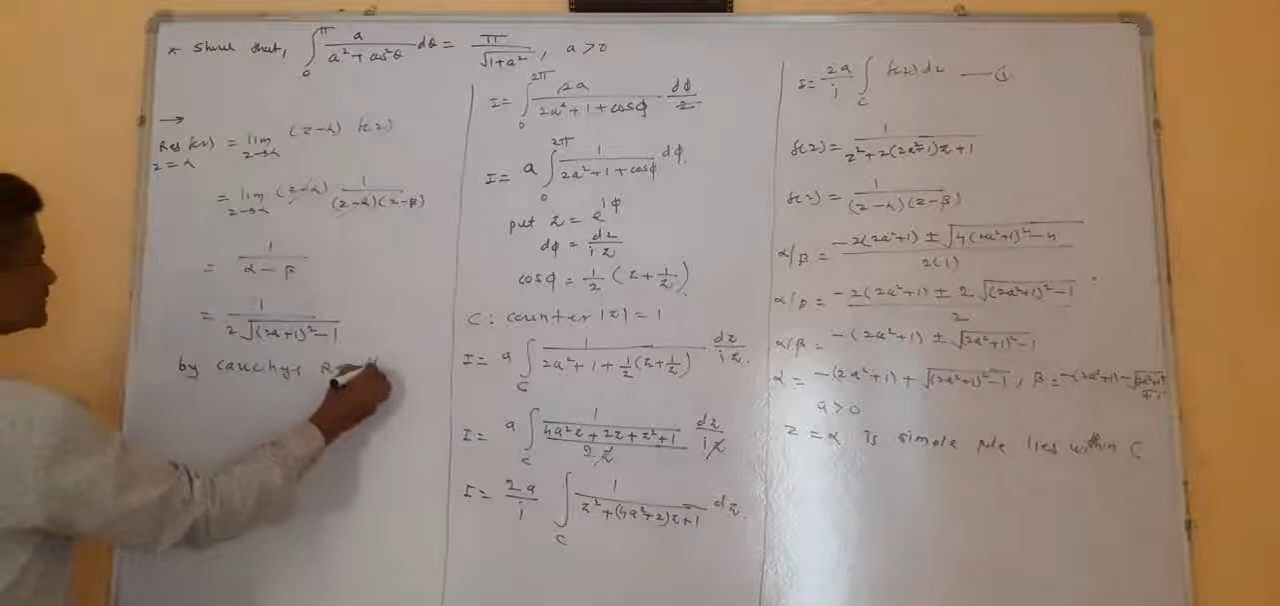 * Show that, ∫₀^π a/(a²+cos²θ) dθ = π/√(1+a²), a>0
→
Res f(z) = lim (z-α) f(z)
z=α z→α
= lim (z-α) 1/((z-α)(z-β))
z→α
= 1/(α-β)
= 1/(2√((2a+1)²-1))
by cauchys
I = ∫₀^2π 2a/(2a²+1+cosφ) dφ/2
I = a ∫₀^2π 1/(2a²+1+cosφ) dφ.
put z = e^iφ
dφ = dz/iz
cosφ = 1/2 (z+1/z)
C: counter |z|=1
I = a ∫_C 1/(2a²+1+1/2(z+1/z)) dz/iz
I = a ∫_C 1/((4a²z+2z+z²+1)/2z) dz/iz
I = 2a/i ∫_C 1/(z²+(4a²+2)z+1) dz.
I = 2a/i ∫_C f(z) dz —①
f(z) = 1/(z²+2(2a²+1)z+1)
f(z) = 1/((z-α)(z-β))
α/β = (-2(2a²+1) ± √(4(2a²+1)²-4))/2(1)
α/β = (-2(2a²+1) ± 2√((2a²+1)²-1))/2
α/β = -(2a²+1) ± √((2a²+1)²-1)
α = -(2a²+1) + √((2a²+1)²-1), β = -(2a²+1) - √((2a²+1)²-1)
a>0
z = α is simple pole lies within C